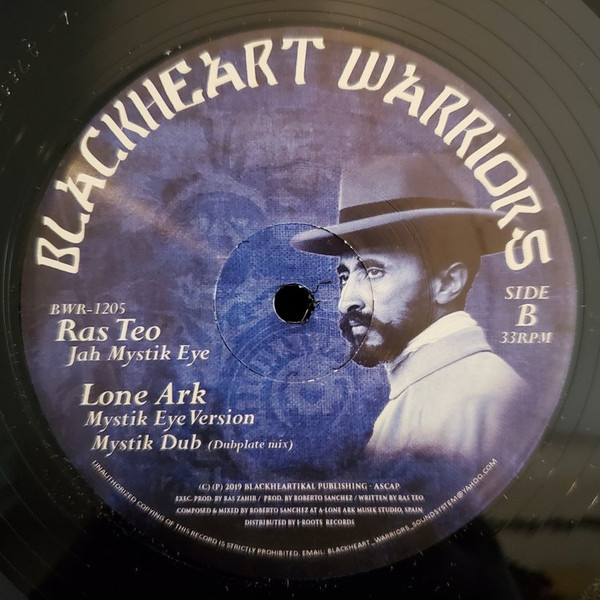 BLACKHEART WARRIORS
BWR-1205
Ras Teo
Jah Mystik Eye
SIDE
B
33RPM
Lone Ark
Mystik Eye Version
Mystik Dub (Dubplate mix)
(C) (P) 2019 BLACKHEARTIKAL PUBLISHING - ASCAP
EXEC. PROD. BY RAS ZAHIR / PROD. BY ROBERTO SANCHEZ / WRITTEN BY RAS TEO.
COMPOSED & MIXED BY ROBERTO SANCHEZ AT A-LONE ARK MUSIK STUDIO, SPAIN
DISTRIBUTED BY I-ROOTS RECORDS
UNAUTHORIZED COPYING OF THIS RECORD IS STRICTLY PROHIBITED. EMAIL: BLACKHEART_WARRIORS_SOUNDSYSTEM@YAHOO.COM